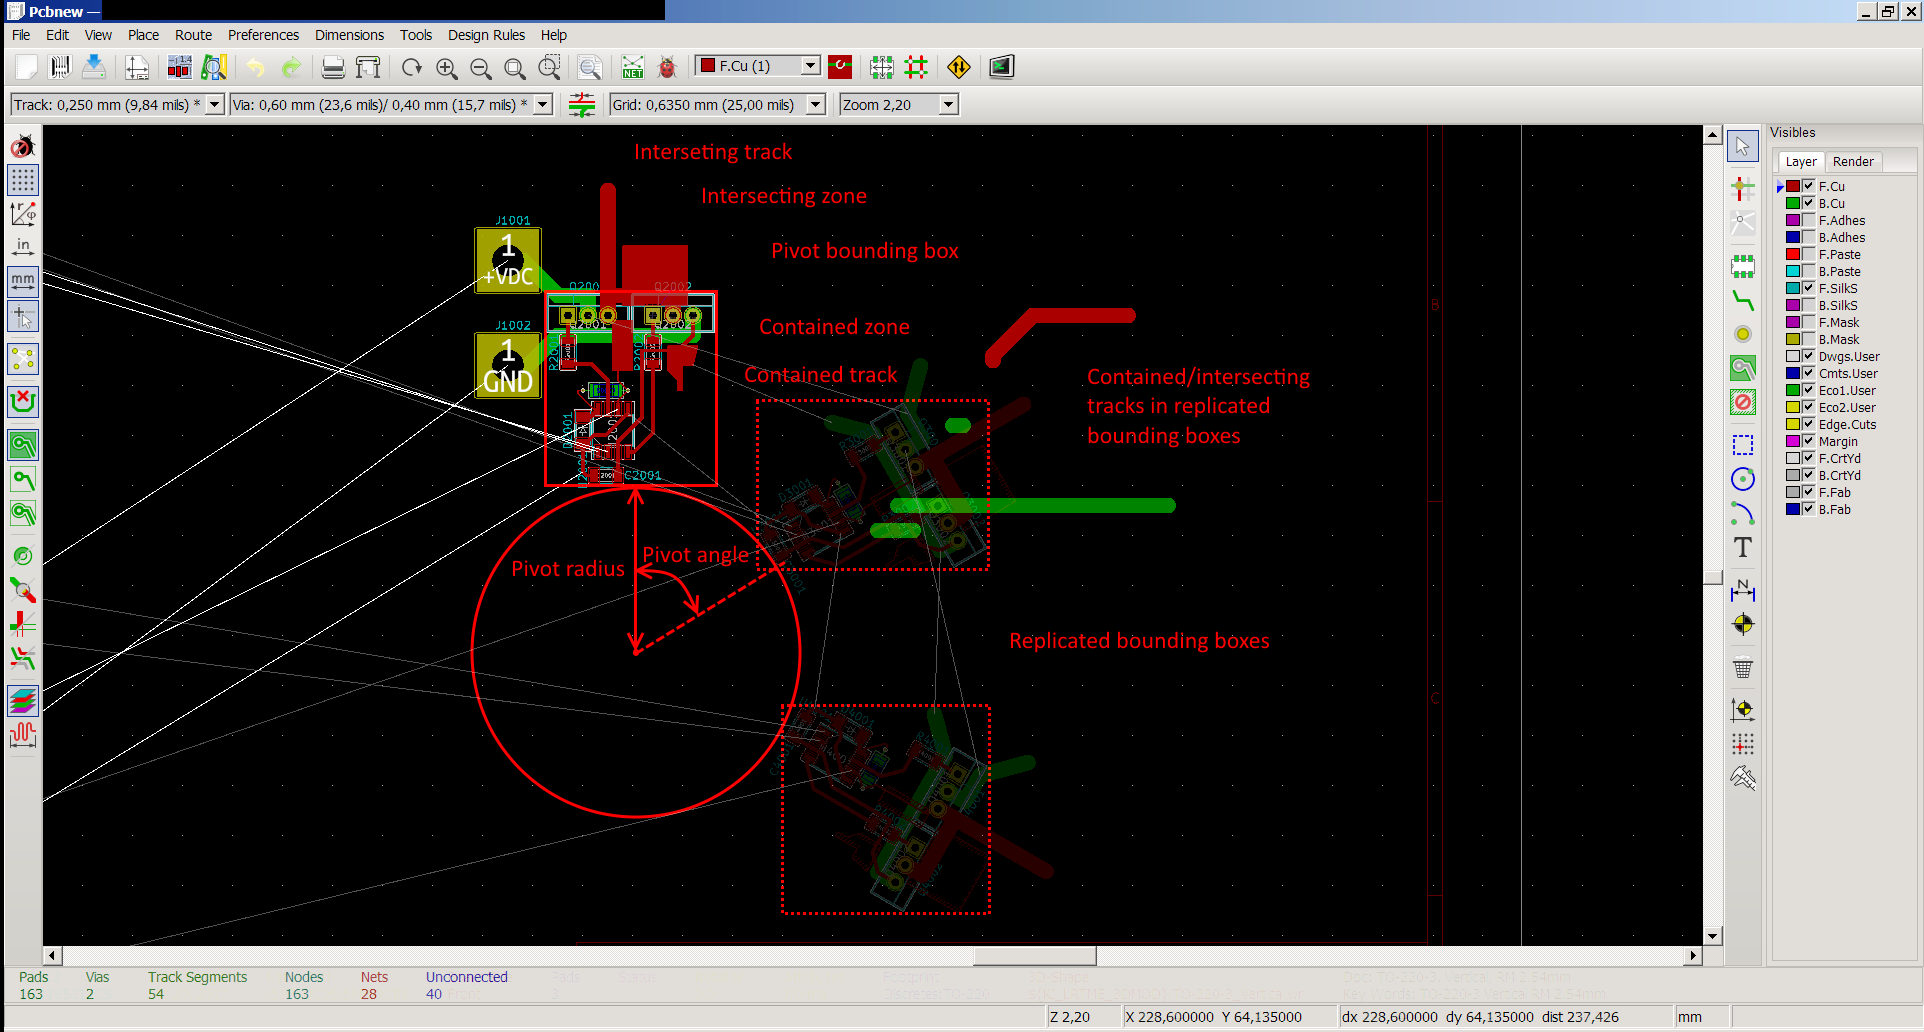 Pcbnew —
File Edit View Place Route Preferences Dimensions Tools Design Rules Help
NET
F.Cu (1)
Track: 0,250 mm (9,84 mils) * Via: 0,60 mm (23,6 mils)/ 0,40 mm (15,7 mils) * Grid: 0,6350 mm (25,00 mils) Zoom 2,20
in
mm
Interseting track
Intersecting zone
Pivot bounding box
J1001
1
+VDC
J1002
1
GND
Q2002
C2001
Contained zone
Contained track
Contained/intersecting
tracks in replicated
bounding boxes
Pivot radius
Pivot angle
Replicated bounding boxes
B
C
Visibles
Layer Render
F.Cu
B.Cu
F.Adhes
B.Adhes
F.Paste
B.Paste
F.SilkS
B.SilkS
F.Mask
B.Mask
Dwgs.User
Cmts.User
Eco1.User
Eco2.User
Edge.Cuts
Margin
F.CrtYd
B.CrtYd
F.Fab
B.Fab
Pads Vias Track Segments Nodes Nets Unconnected
163 2 54 163 28 40
Z 2,20 X 228,600000 Y 64,135000 dx 228,600000 dy 64,135000 dist 237,426 mm